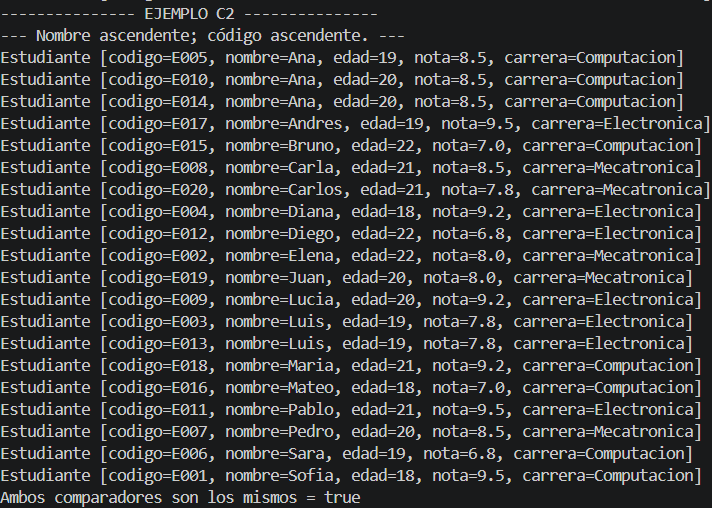 --------------- EJEMPLO C2 ---------------
--- Nombre ascendente; código ascendente. ---
Estudiante [codigo=E005, nombre=Ana, edad=19, nota=8.5, carrera=Computacion]
Estudiante [codigo=E010, nombre=Ana, edad=20, nota=8.5, carrera=Computacion]
Estudiante [codigo=E014, nombre=Ana, edad=20, nota=8.5, carrera=Computacion]
Estudiante [codigo=E017, nombre=Andres, edad=19, nota=9.5, carrera=Electronica]
Estudiante [codigo=E015, nombre=Bruno, edad=22, nota=7.0, carrera=Computacion]
Estudiante [codigo=E008, nombre=Carla, edad=21, nota=8.5, carrera=Mecatronica]
Estudiante [codigo=E020, nombre=Carlos, edad=21, nota=7.8, carrera=Mecatronica]
Estudiante [codigo=E004, nombre=Diana, edad=18, nota=9.2, carrera=Electronica]
Estudiante [codigo=E012, nombre=Diego, edad=22, nota=6.8, carrera=Electronica]
Estudiante [codigo=E002, nombre=Elena, edad=22, nota=8.0, carrera=Mecatronica]
Estudiante [codigo=E019, nombre=Juan, edad=20, nota=8.0, carrera=Mecatronica]
Estudiante [codigo=E009, nombre=Lucia, edad=20, nota=9.2, carrera=Electronica]
Estudiante [codigo=E003, nombre=Luis, edad=19, nota=7.8, carrera=Electronica]
Estudiante [codigo=E013, nombre=Luis, edad=19, nota=7.8, carrera=Electronica]
Estudiante [codigo=E018, nombre=Maria, edad=21, nota=9.2, carrera=Computacion]
Estudiante [codigo=E016, nombre=Mateo, edad=18, nota=7.0, carrera=Computacion]
Estudiante [codigo=E011, nombre=Pablo, edad=21, nota=9.5, carrera=Electronica]
Estudiante [codigo=E007, nombre=Pedro, edad=20, nota=8.5, carrera=Mecatronica]
Estudiante [codigo=E006, nombre=Sara, edad=19, nota=6.8, carrera=Computacion]
Estudiante [codigo=E001, nombre=Sofia, edad=18, nota=9.5, carrera=Computacion]
Ambos comparadores son los mismos = true